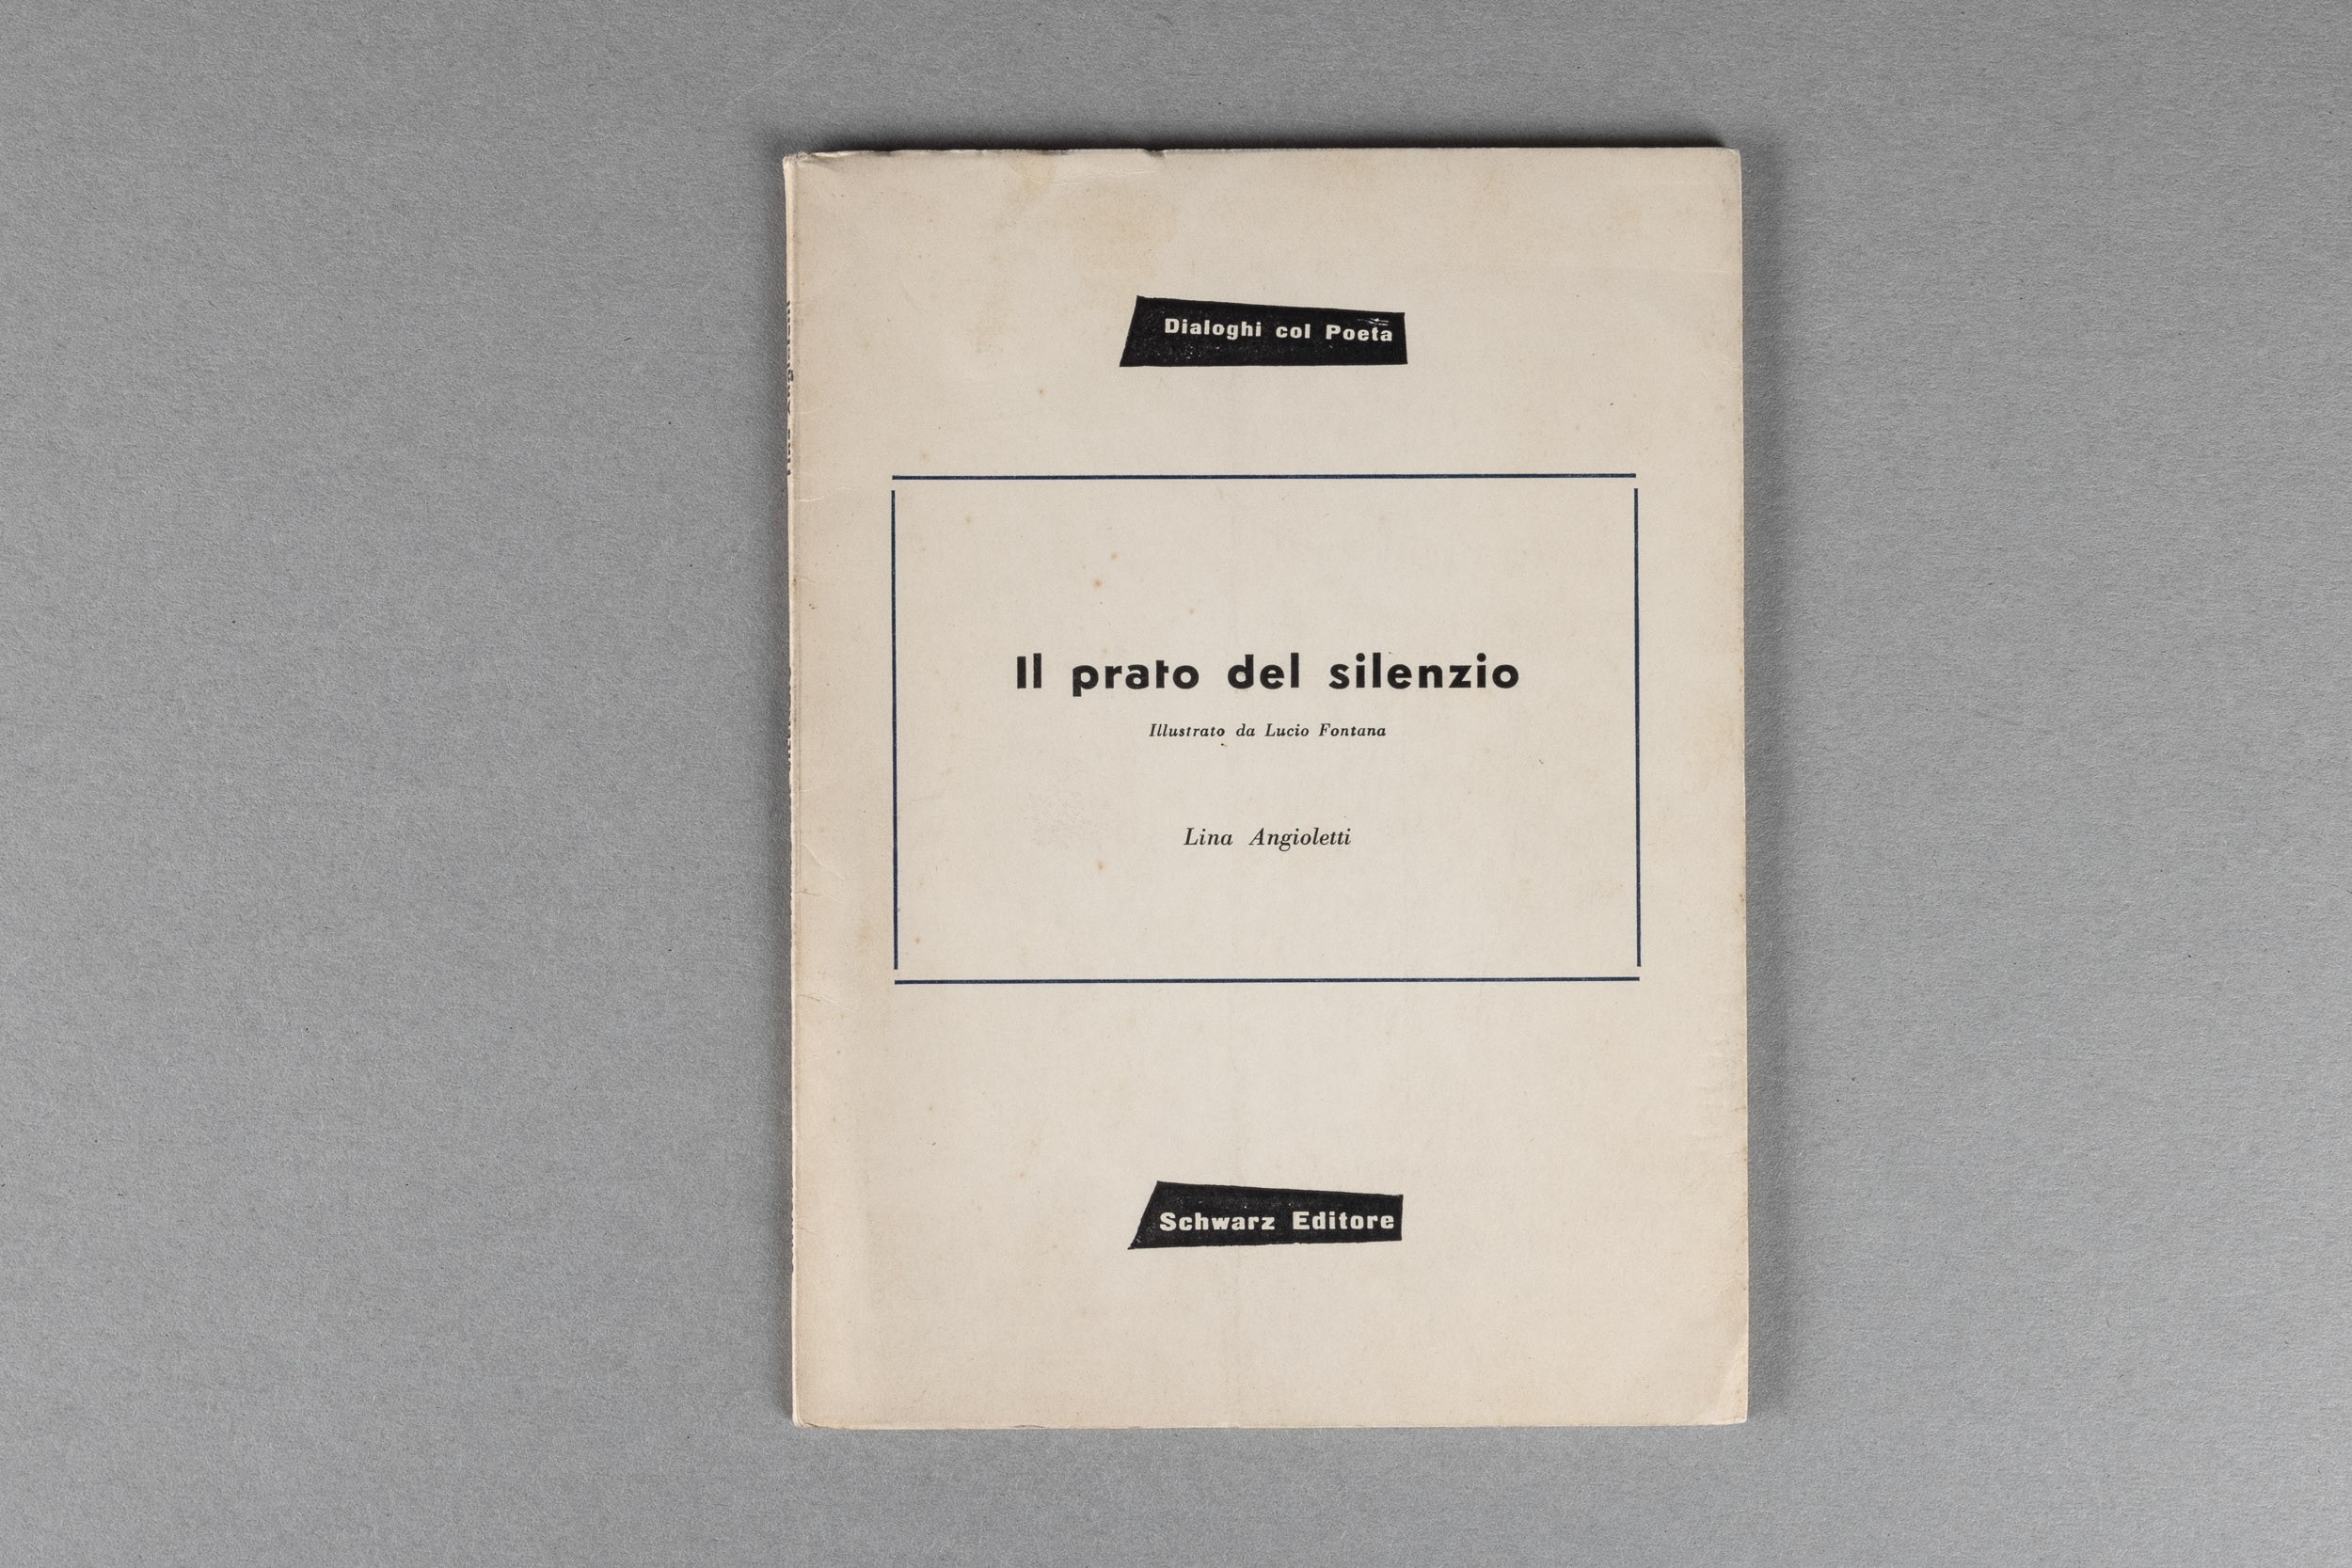 Dialoghi col Poeta
Il prato del silenzio
Illustrato da Lucio Fontana
Lina Angioletti
Schwarz Editore